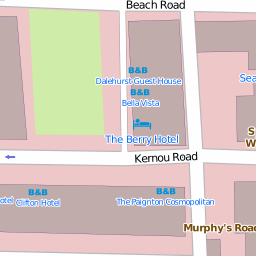 Beach Road
B&B
Dalehurst Guest House
B&B
Bella Vista
Sea
The Berry Hotel
S
W
Kernou Road
B&B
B&B
otel
Clifton Hotel
The Paignton Cosmopolitan
Murphy's Road